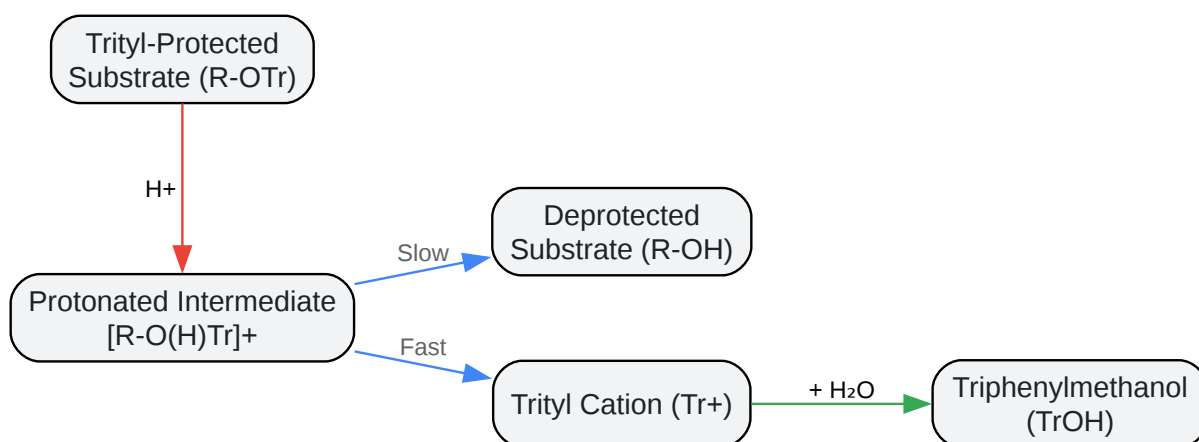 Trityl-Protected
Substrate (R-OTr)
H+
Deprotected
Substrate (R-OH)
Slow
Protonated Intermediate
[R-O(H)Tr]+
Fast
Trityl Cation (Tr+)
+ H₂O
Triphenylmethanol
(TrOH)